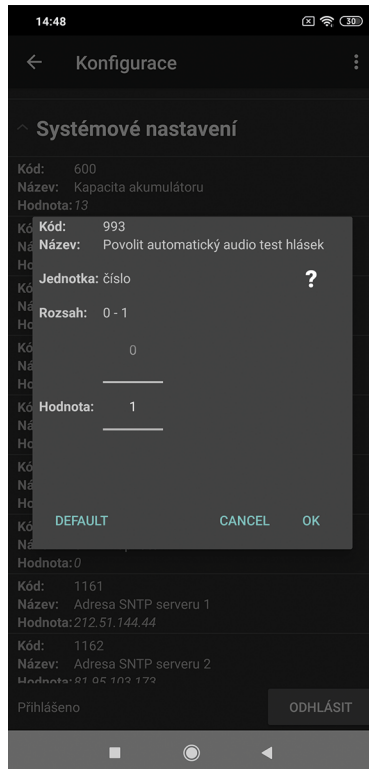 14:48
30
Konfigurace
Systémové nastavení
Kód: 600
Název: Kapacita akumulátoru
Hodnota: 13
Kód: 993
Název: Povolit automatický audio test hlásek
Jednotka: číslo
?
Rozsah: 0 - 1
0
Hodnota: 1
DEFAULT CANCEL OK
Hodnota: 0
Kód: 1161
Název: Adresa SNTP serveru 1
Hodnota: 212.51.144.44
Kód: 1162
Název: Adresa SNTP serveru 2
Hodnota: 81.95.103.173
Přihlášeno
ODHLÁSIT